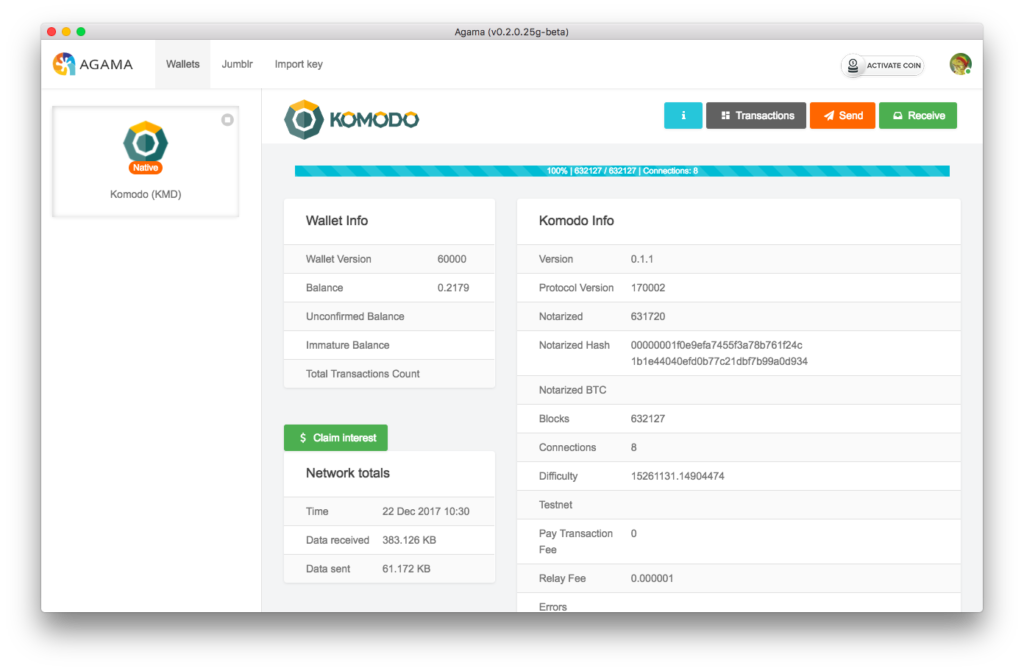 Agama (v0.2.0.25g-beta)
AGAMA
Wallets
Jumblr
Import key
ACTIVATE COIN
Native
Komodo (KMD)
KOMODO
i
Transactions
Send
Receive
100% | 632127 / 632127 | Connections: 8
Wallet Info
Wallet Version 60000
Balance 0.2179
Unconfirmed Balance
Immature Balance
Total Transactions Count
$ Claim interest
Network totals
Time 22 Dec 2017 10:30
Data received 383.126 KB
Data sent 61.172 KB
Komodo Info
Version 0.1.1
Protocol Version 170002
Notarized 631720
Notarized Hash 00000001f0e9efa7455f3a78b761f24c
1b1e44040efd0b77c21dbf7b99a0d934
Notarized BTC
Blocks 632127
Connections 8
Difficulty 15261131.14904474
Testnet
Pay Transaction 0
Fee
Relay Fee 0.000001
Errors